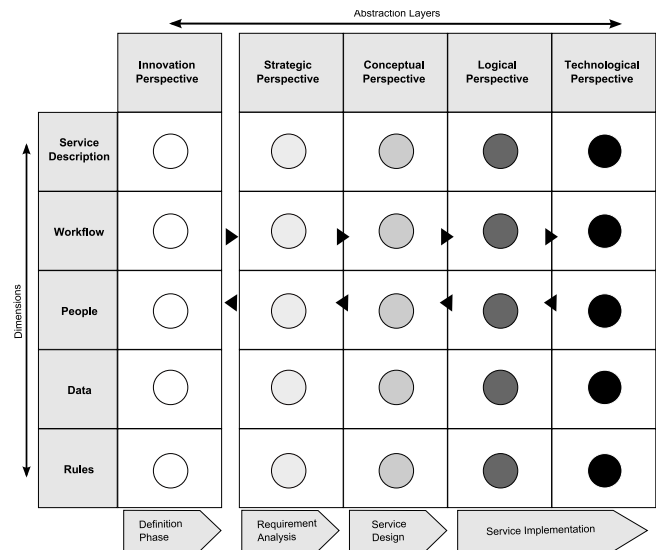 Abstraction Layers
Innovation
Perspective
Strategic
Perspective
Conceptual
Perspective
Logical
Perspective
Technological
Perspective
Dimensions
Service
Description
Workflow
People
Data
Rules
Definition
Phase
Requirement
Analysis
Service
Design
Service Implementation